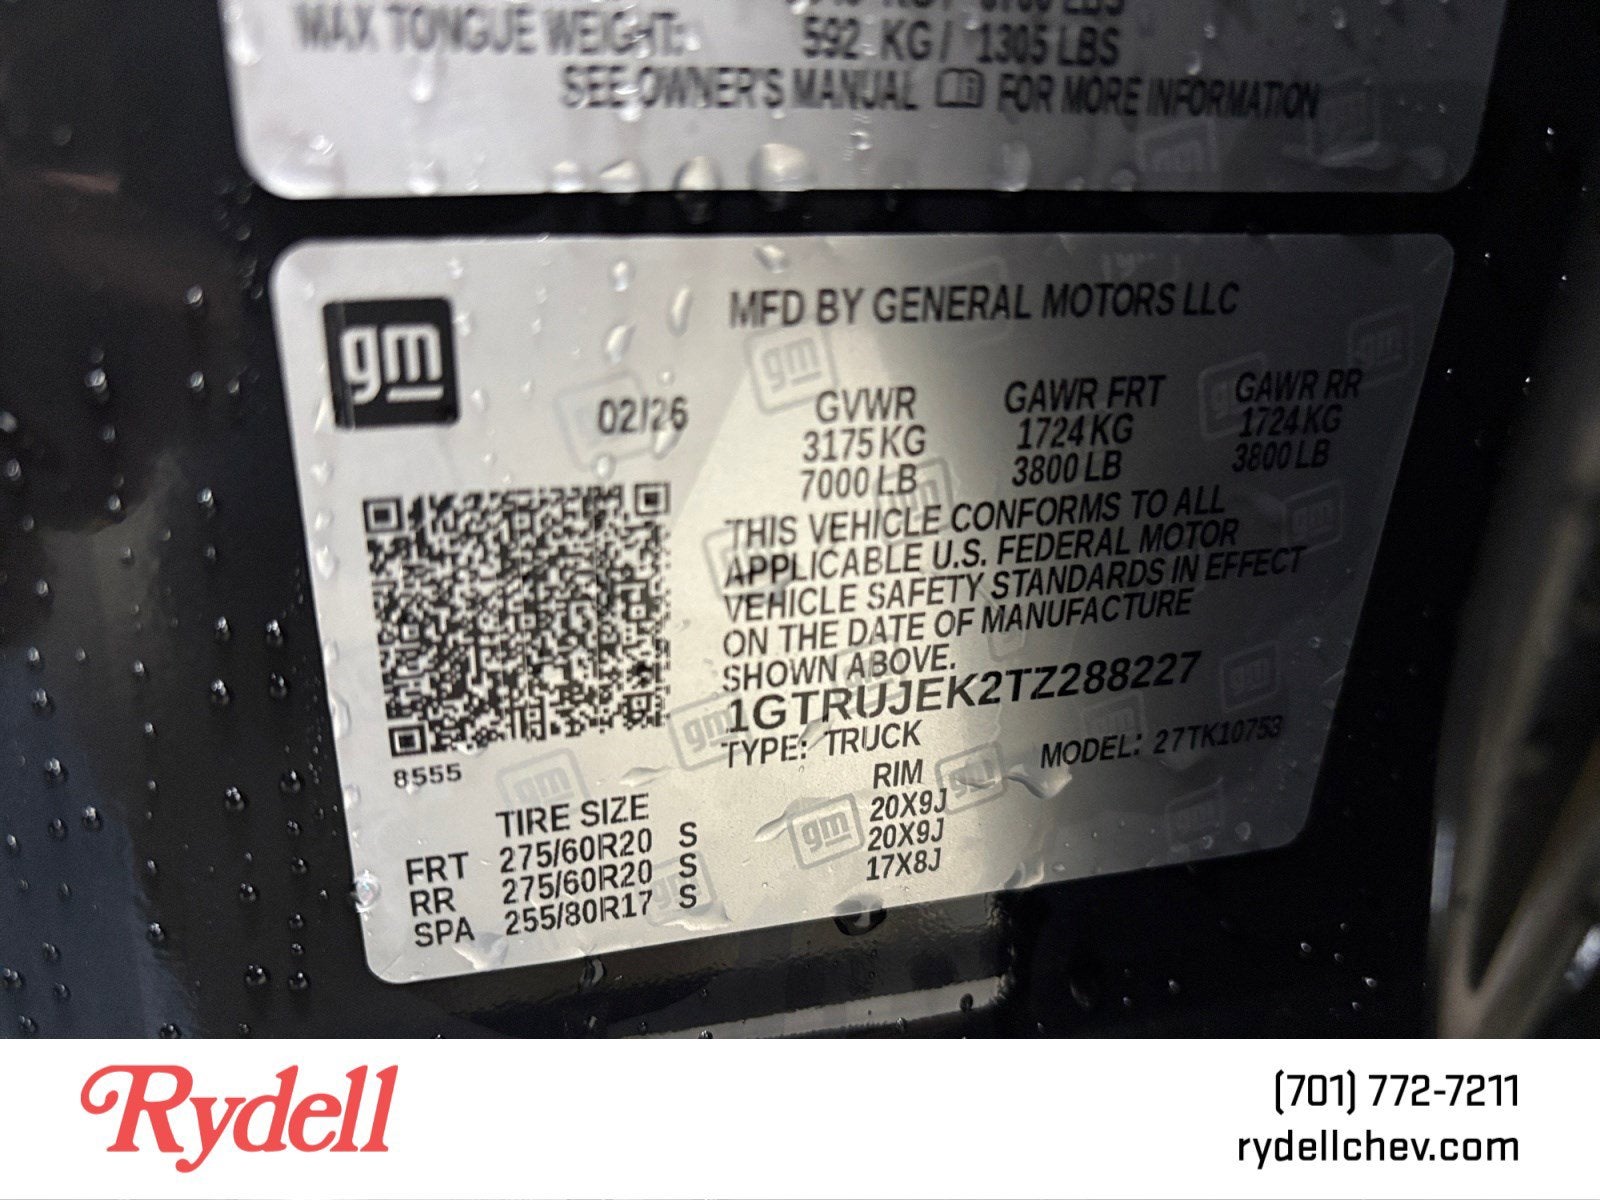 MAX TONGUE WEIGHT: 592 KG / 1305 LBS
SEE OWNER'S MANUAL FOR MORE INFORMATION
gm
MFD BY GENERAL MOTORS LLC
02/26
GVWR GAWR FRT GAWR RR
3175 KG 1724 KG 1724 KG
7000 LB 3800 LB 3800 LB
THIS VEHICLE CONFORMS TO ALL
APPLICABLE U.S. FEDERAL MOTOR
VEHICLE SAFETY STANDARDS IN EFFECT
ON THE DATE OF MANUFACTURE
SHOWN ABOVE.
1GTRUJEK2TZ288227
TYPE: TRUCK MODEL: 27TK10753
8555
TIRE SIZE RIM
FRT 275/60R20 S 20X9J
RR 275/60R20 S 20X9J
SPA 255/80R17 S 17X8J
Rydell
(701) 772-7211
rydellchev.com